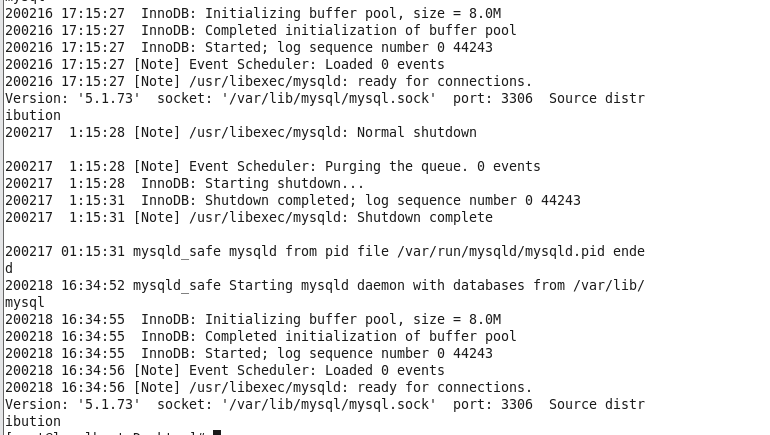 mysql
200216 17:15:27  InnoDB: Initializing buffer pool, size = 8.0M
200216 17:15:27  InnoDB: Completed initialization of buffer pool
200216 17:15:27  InnoDB: Started; log sequence number 0 44243
200216 17:15:27 [Note] Event Scheduler: Loaded 0 events
200216 17:15:27 [Note] /usr/libexec/mysqld: ready for connections.
Version: '5.1.73'  socket: '/var/lib/mysql/mysql.sock'  port: 3306  Source distr
ibution
200217  1:15:28 [Note] /usr/libexec/mysqld: Normal shutdown

200217  1:15:28 [Note] Event Scheduler: Purging the queue. 0 events
200217  1:15:28  InnoDB: Starting shutdown...
200217  1:15:31  InnoDB: Shutdown completed; log sequence number 0 44243
200217  1:15:31 [Note] /usr/libexec/mysqld: Shutdown complete

200217 01:15:31 mysqld_safe mysqld from pid file /var/run/mysqld/mysqld.pid ende
d
200218 16:34:52 mysqld_safe Starting mysqld daemon with databases from /var/lib/
mysql
200218 16:34:55  InnoDB: Initializing buffer pool, size = 8.0M
200218 16:34:55  InnoDB: Completed initialization of buffer pool
200218 16:34:55  InnoDB: Started; log sequence number 0 44243
200218 16:34:56 [Note] Event Scheduler: Loaded 0 events
200218 16:34:56 [Note] /usr/libexec/mysqld: ready for connections.
Version: '5.1.73'  socket: '/var/lib/mysql/mysql.sock'  port: 3306  Source distr
ibution
[root@localhost Desktop]#